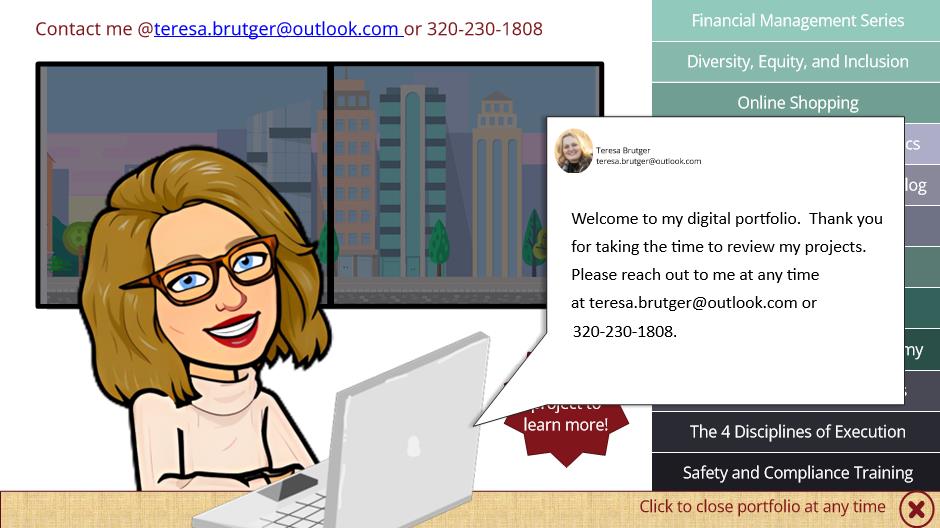 Contact me @teresa.brutger@outlook.com or 320-230-1808
Financial Management Series
Diversity, Equity, and Inclusion
Online Shopping
Teresa Brutger
teresa.brutger@outlook.com
Welcome to my digital portfolio. Thank you
for taking the time to review my projects.
Please reach out to me at any time
at teresa.brutger@outlook.com or
320-230-1808.
project to
learn more!
The 4 Disciplines of Execution
Safety and Compliance Training
Click to close portfolio at any time